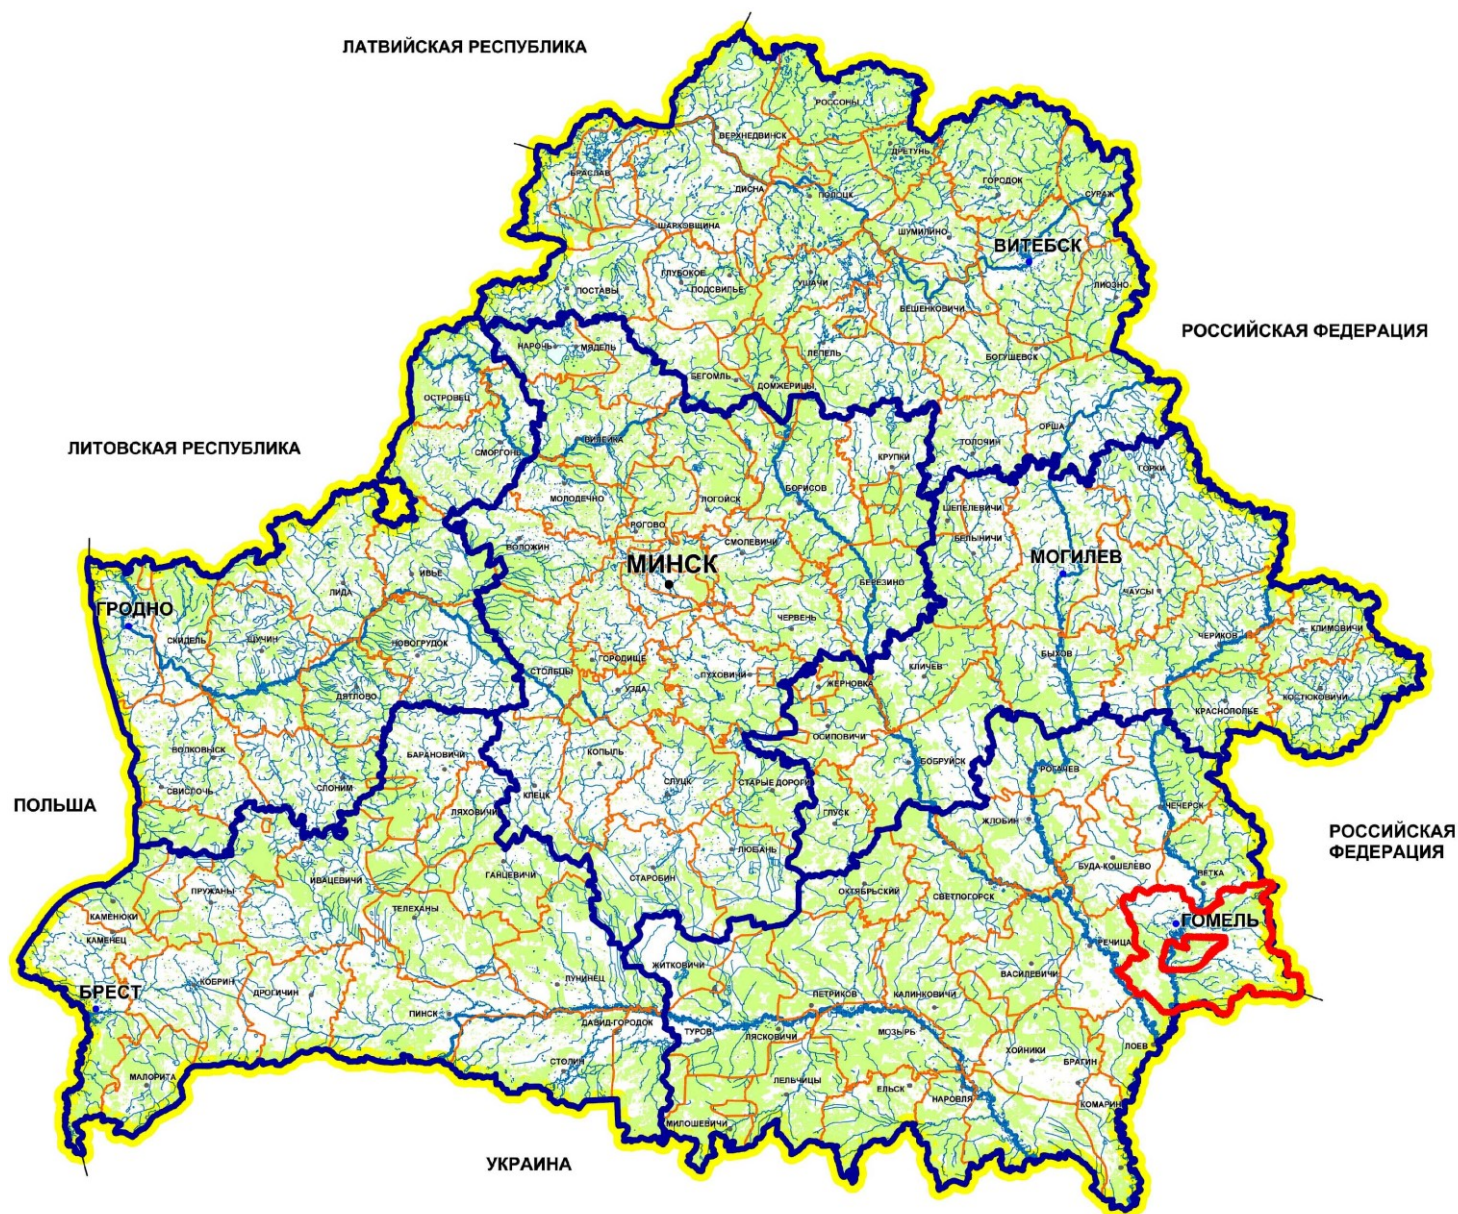 ЛАТВИЙСКАЯ РЕСПУБЛИКА
РОССОНЫ
ВЕРХНЕДВИНСК
ДРЕТУНЬ
БРАСЛАВ
ДИСНА
ПОЛОЦК
ГОРОДОК
СУРАЖ
ШАРКОВЩИНА
ШУМИЛИНО
ВИТЕБСК
ГЛУБОКОЕ
ПОДСВИЛЬЕ
УШАЧИ
ПОСТАВЫ
БЕШЕНКОВИЧИ
ЛИОЗНО
РОССИЙСКАЯ ФЕДЕРАЦИЯ
НАРОЧЬ
МЯДЕЛЬ
ЛЕПЕЛЬ
БОГУШЕВСК
БЕГОМЛЬ
ДОМЖЕРИЦЫ
ОСТРОВЕЦ
ЛИТОВСКАЯ РЕСПУБЛИКА
СМОРГОНЬ
ВИЛЕЙКА
ОРША
ТОЛОЧИН
КРУПКИ
ГОРКИ
МОЛОДЕЧНО
ЛОГОЙСК
БОРИСОВ
ШЕПЕЛЕВИЧИ
РОГОВО
БЕЛЫНИЧИ
ВОЛОЖИН
СМОЛЕВИЧИ
МИНСК
МОГИЛЕВ
ИВЬЕ
ЛИДА
БЕРЕЗИНО
ЧАУСЫ
ГРОДНО
СКИДЕЛЬ
ЩУЧИН
НОВОГРУДОК
ЧЕРВЕНЬ
ЧЕРИКОВ
КЛИМОВИЧИ
СТОЛБЦЫ
ГОРОДИЩЕ
БЫХОВ
КЛИЧЕВ
ПУХОВИЧИ
ЖЕРНОВКА
УЗДА
ДЯТЛОВО
КОСТЮКОВИЧИ
КРАСНОПОЛЬЕ
ОСИПОВИЧИ
ВОЛКОВЫСК
БАРАНОВИЧИ
КОПЫЛЬ
БОБРУЙСК
РОГАЧЕВ
СЛУЦК
СТАРЫЕ ДОРОГИ
СВИСЛОЧЬ
СЛОНИМ
КЛЕЦК
ПОЛЬША
ЛЯХОВИЧИ
ГЛУСК
ЖЛОБИН
ЧЕЧЕРСК
РОССИЙСКАЯ
ФЕДЕРАЦИЯ
ЛЮБАНЬ
БУДА-КОШЕЛЕВО
ПРУЖАНЫ
ИВАЦЕВИЧИ
ГАНЦЕВИЧИ
СТАРОБИН
ОКТЯБРЬСКИЙ
СВЕТЛОГОРСК
ВЕТКА
КАМЕНЮКИ
ТЕЛЕХАНЫ
ГОМЕЛЬ
КАМЕНЕЦ
РЕЧИЦА
ЖИТКОВИЧИ
ВАСИЛЕВИЧИ
БРЕСТ
КОБРИН
ДРОГИЧИН
ЛУНИНЕЦ
ПЕТРИКОВ
КАЛИНКОВИЧИ
ПИНСК
ДАВИД-ГОРОДОК
ТУРОВ
ЛЯСКОВИЧИ
МОЗЫРЬ
ЛОЕВ
СТОЛИН
ХОЙНИКИ
БРАГИН
МАЛОРИТА
ЛЕЛЬЧИЦЫ
ЕЛЬСК
НАРОВЛЯ
КОМАРИН
МИЛОШЕВИЧИ
УКРАИНА